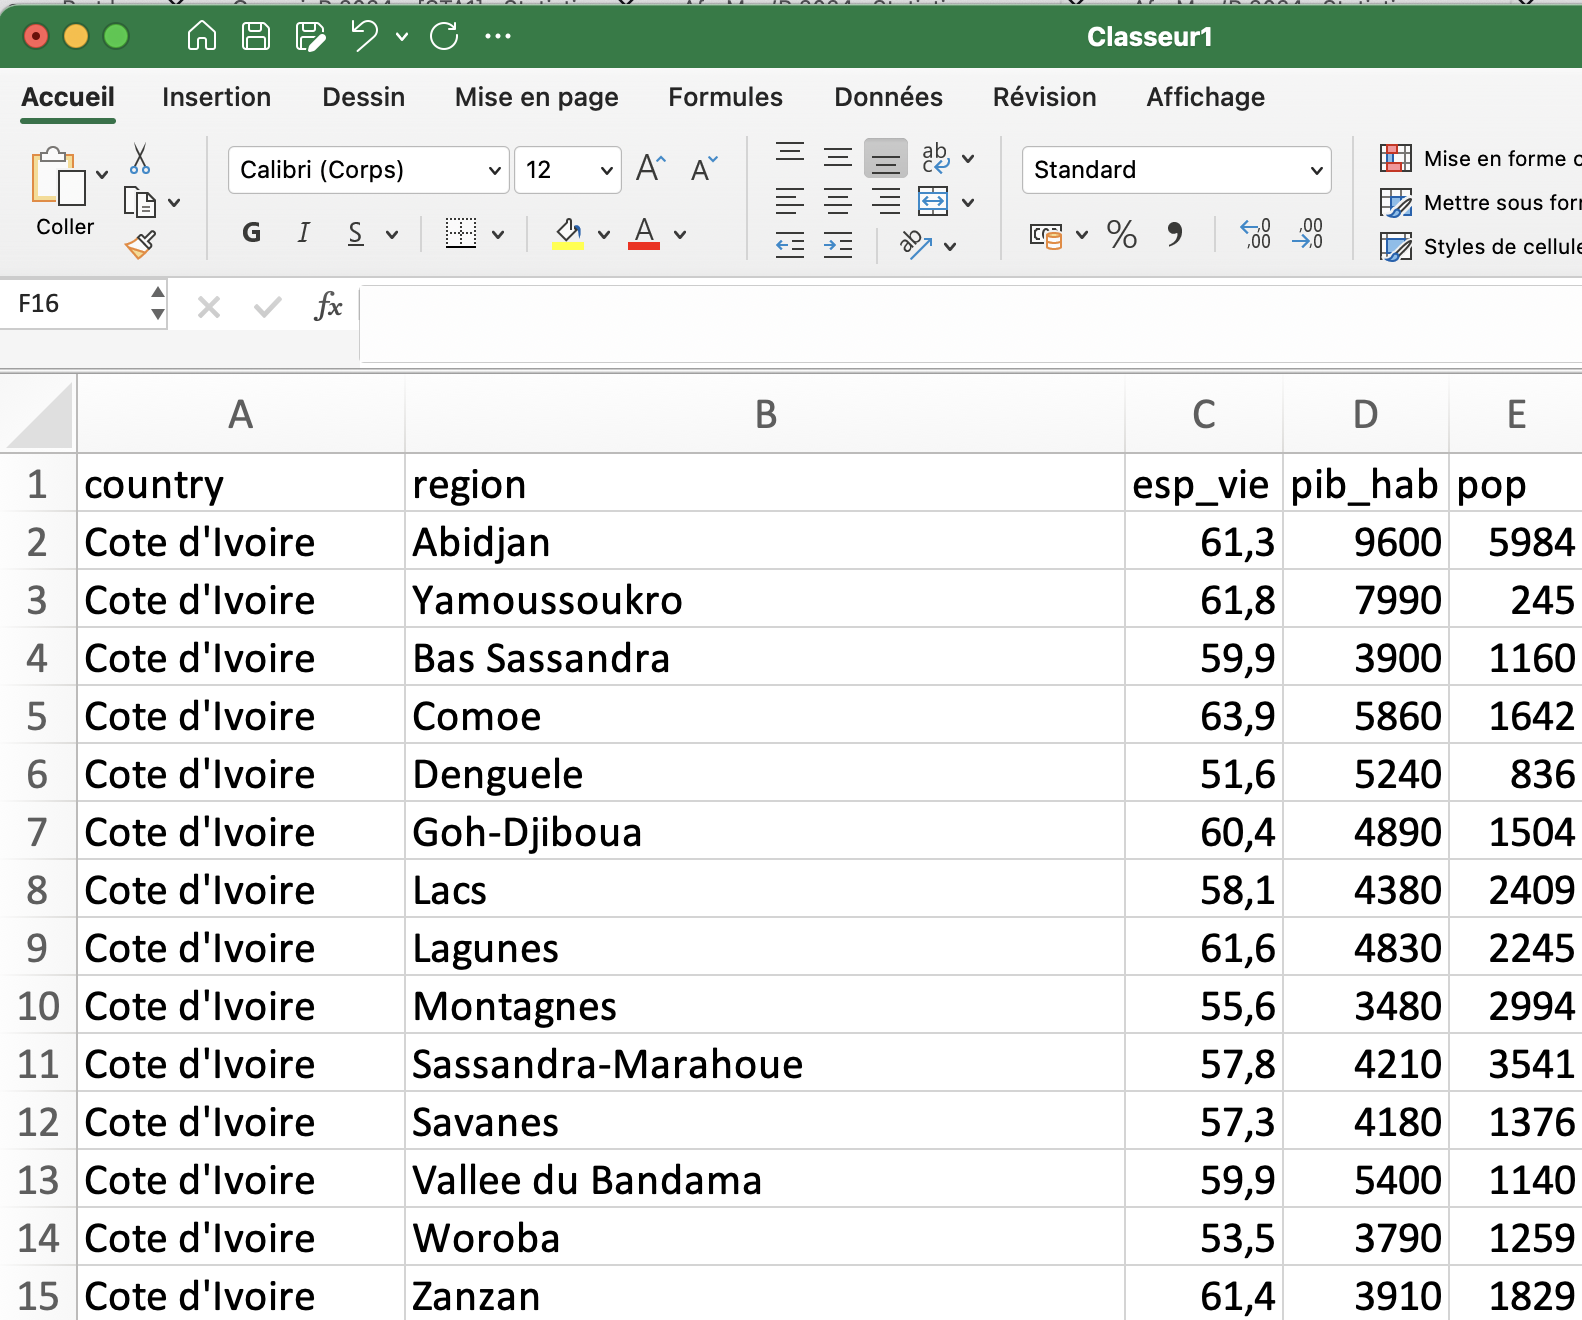 Classeur1
Accueil Insertion Dessin Mise en page Formules Données Révision Affichage
Coller
Calibri (Corps) 12
G I S
Standard
Mise en forme
Mettre sous
Styles de
F16
fx
A B C D E
1 country region esp_vie pib_hab pop
2 Cote d'Ivoire Abidjan 61,3 9600 5984
3 Cote d'Ivoire Yamoussoukro 61,8 7990 245
4 Cote d'Ivoire Bas Sassandra 59,9 3900 1160
5 Cote d'Ivoire Comoe 63,9 5860 1642
6 Cote d'Ivoire Denguele 51,6 5240 836
7 Cote d'Ivoire Goh-Djiboua 60,4 4890 1504
8 Cote d'Ivoire Lacs 58,1 4380 2409
9 Cote d'Ivoire Lagunes 61,6 4830 2245
10 Cote d'Ivoire Montagnes 55,6 3480 2994
11 Cote d'Ivoire Sassandra-Marahoue 57,8 4210 3541
12 Cote d'Ivoire Savanes 57,3 4180 1376
13 Cote d'Ivoire Vallee du Bandama 59,9 5400 1140
14 Cote d'Ivoire Woroba 53,5 3790 1259
15 Cote d'Ivoire Zanzan 61,4 3910 1829